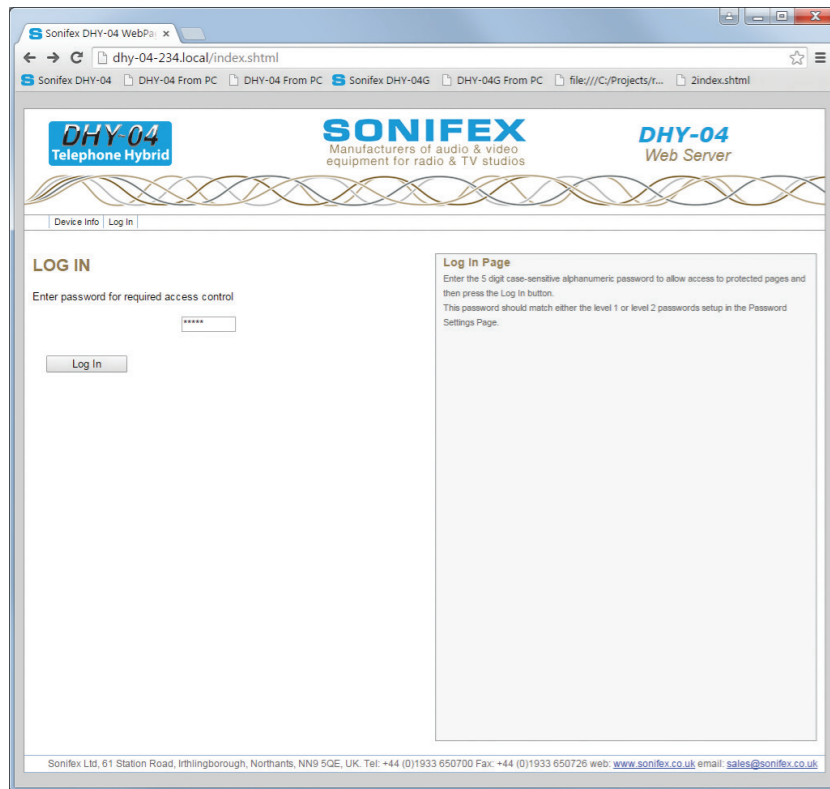 Sonifex DHY-04 WebPa
dhy-04-234.local/index.shtml
Sonifex DHY-04 DHY-04 From PC DHY-04 From PC Sonifex DHY-04G DHY-04G From PC file:///C:/Projects/r... 2index.shtml
DHY-04
Telephone Hybrid
SONIFEX
Manufacturers of audio & video
equipment for radio & TV studios
DHY-04
Web Server
Device Info Log In
LOG IN
Enter password for required access control
*****
Log In
Log In Page
Enter the 5 digit case-sensitive alphanumeric password to allow access to protected pages and
then press the Log In button.
This password should match either the level 1 or level 2 passwords setup in the Password
Settings Page.
Sonifex Ltd, 61 Station Road, Irthlingborough, Northants, NN9 5QE, UK. Tel: +44 (0)1933 650700 Fax: +44 (0)1933 650726 web: www.sonifex.co.uk email: sales@sonifex.co.uk